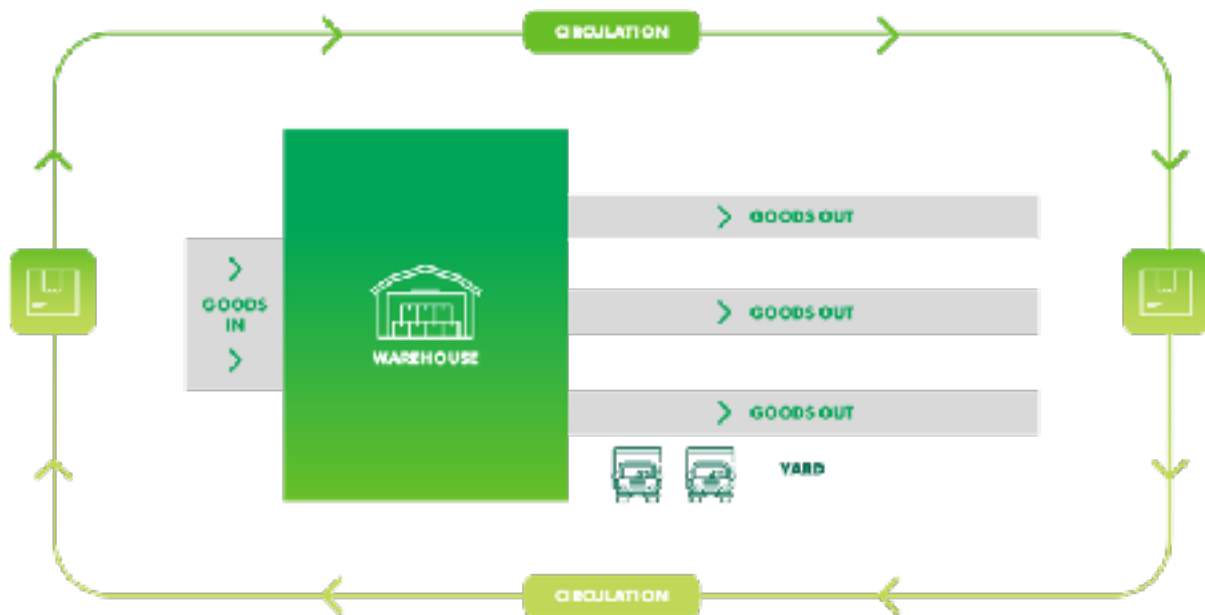 CIRCULATION
GOODS OUT
GOODS
IN
GOODS OUT
WAREHOUSE
GOODS OUT
YARD
CIRCULATION